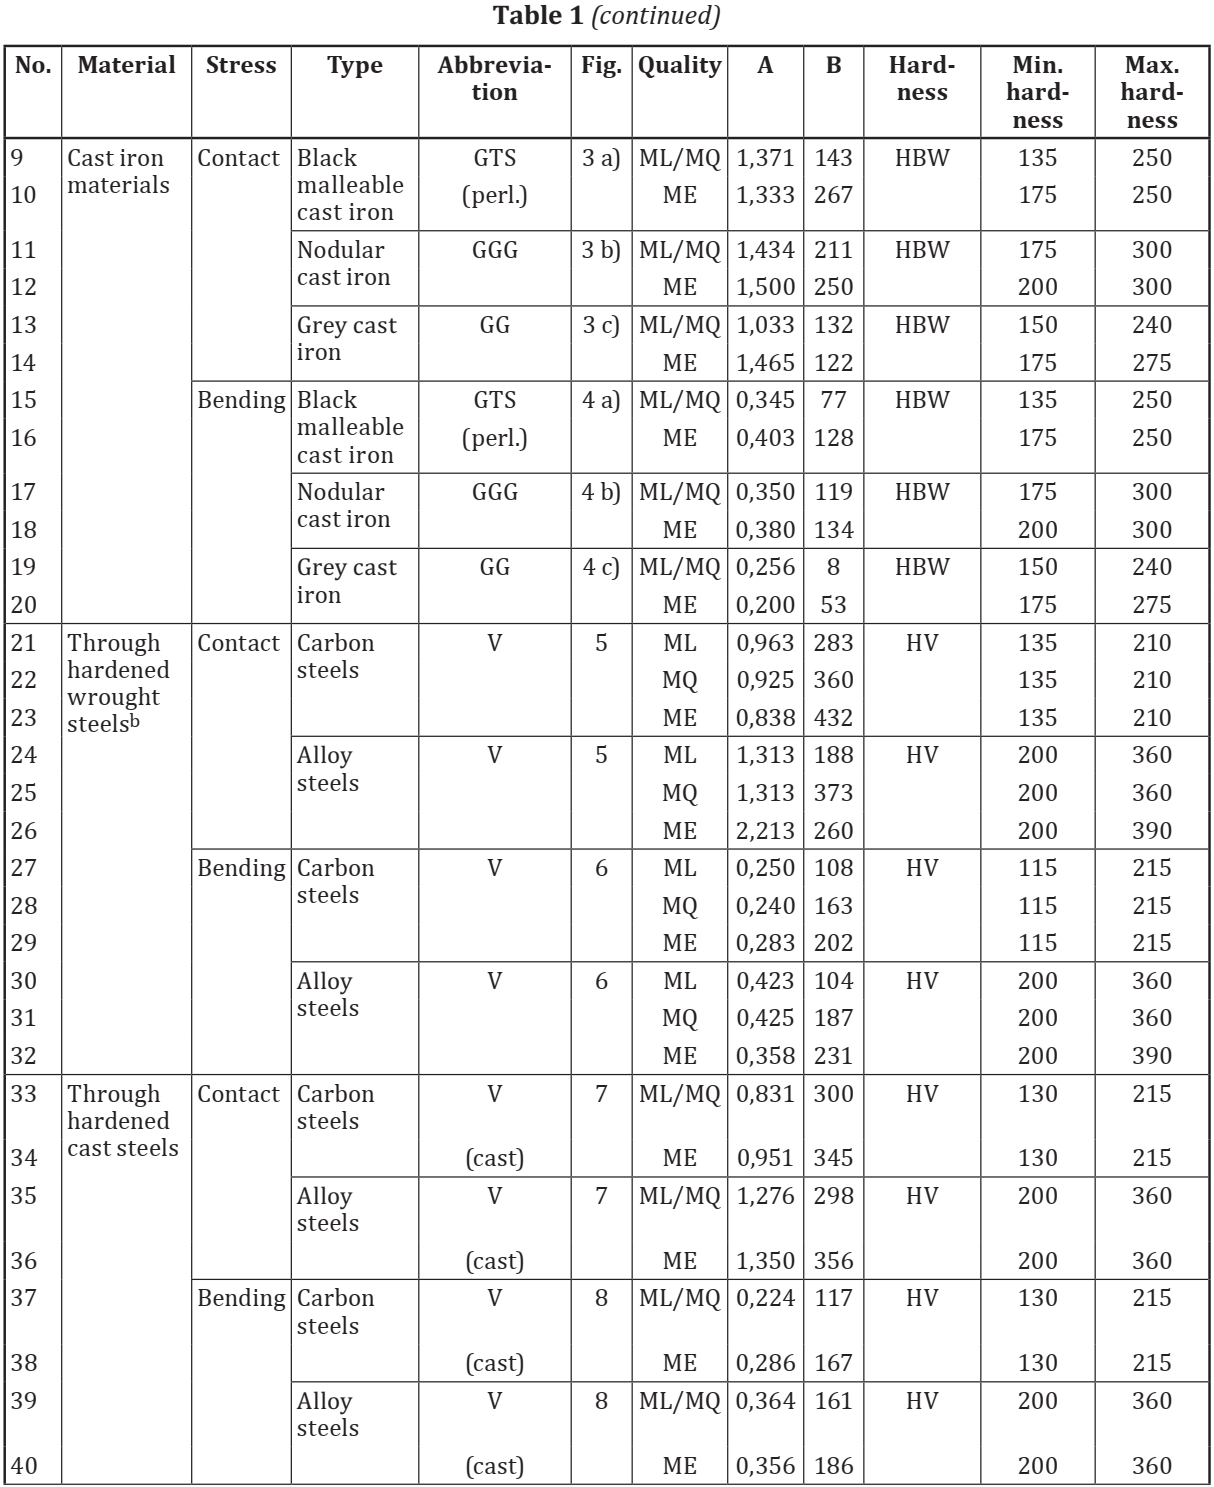 Table 1 (continued)
No. Material Stress Type Abbrevia- Fig. Quality A B Hard- Min. Max.
tion ness hard- hard-
ness ness
9 Cast iron Contact Black GTS 3 a) ML/MQ 1,371 143 HBW 135 250
materials malleable
10 (perl.) ME 1,333 267 175 250
cast iron
11 Nodular GGG 3 b) ML/MQ 1,434 211 HBW 175 300
cast iron
12 ME 1,500 250 200 300
13 Grey cast GG 3 c) ML/MQ 1,033 132 HBW 150 240
iron
14 ME 1,465 122 175 275
15 Bending Black GTS 4 a) ML/MQ 0,345 77 HBW 135 250
malleable
16 (perl.) ME 0,403 128 175 250
cast iron
17 Nodular GGG 4 b) ML/MQ 0,350 119 HBW 175 300
cast iron
18 ME 0,380 134 200 300
19 Grey cast GG 4 c) ML/MQ 0,256 8 HBW 150 240
iron
20 ME 0,200 53 175 275
21 Through Contact Carbon V 5 ML 0,963 283 HV 135 210
hardened steels
22 MQ 0,925 360 135 210
wrought
23 ME 0,838 432 135 210
steelsb
24 Alloy V 5 ML 1,313 188 HV 200 360
steels
25 MQ 1,313 373 200 360
26 ME 2,213 260 200 390
27 Bending Carbon V 6 ML 0,250 108 HV 115 215
steels
28 MQ 0,240 163 115 215
29 ME 0,283 202 115 215
30 Alloy V 6 ML 0,423 104 HV 200 360
steels
31 MQ 0,425 187 200 360
32 ME 0,358 231 200 390
33 Through Contact Carbon V 7 ML/MQ 0,831 300 HV 130 215
hardened steels
cast steels
34 (cast) ME 0,951 345 130 215
35 Alloy V 7 ML/MQ 1,276 298 HV 200 360
steels
36 (cast) ME 1,350 356 200 360
37 Bending Carbon V 8 ML/MQ 0,224 117 HV 130 215
steels
38 (cast) ME 0,286 167 130 215
39 Alloy V 8 ML/MQ 0,364 161 HV 200 360
steels
40 (cast) ME 0,356 186 200 360